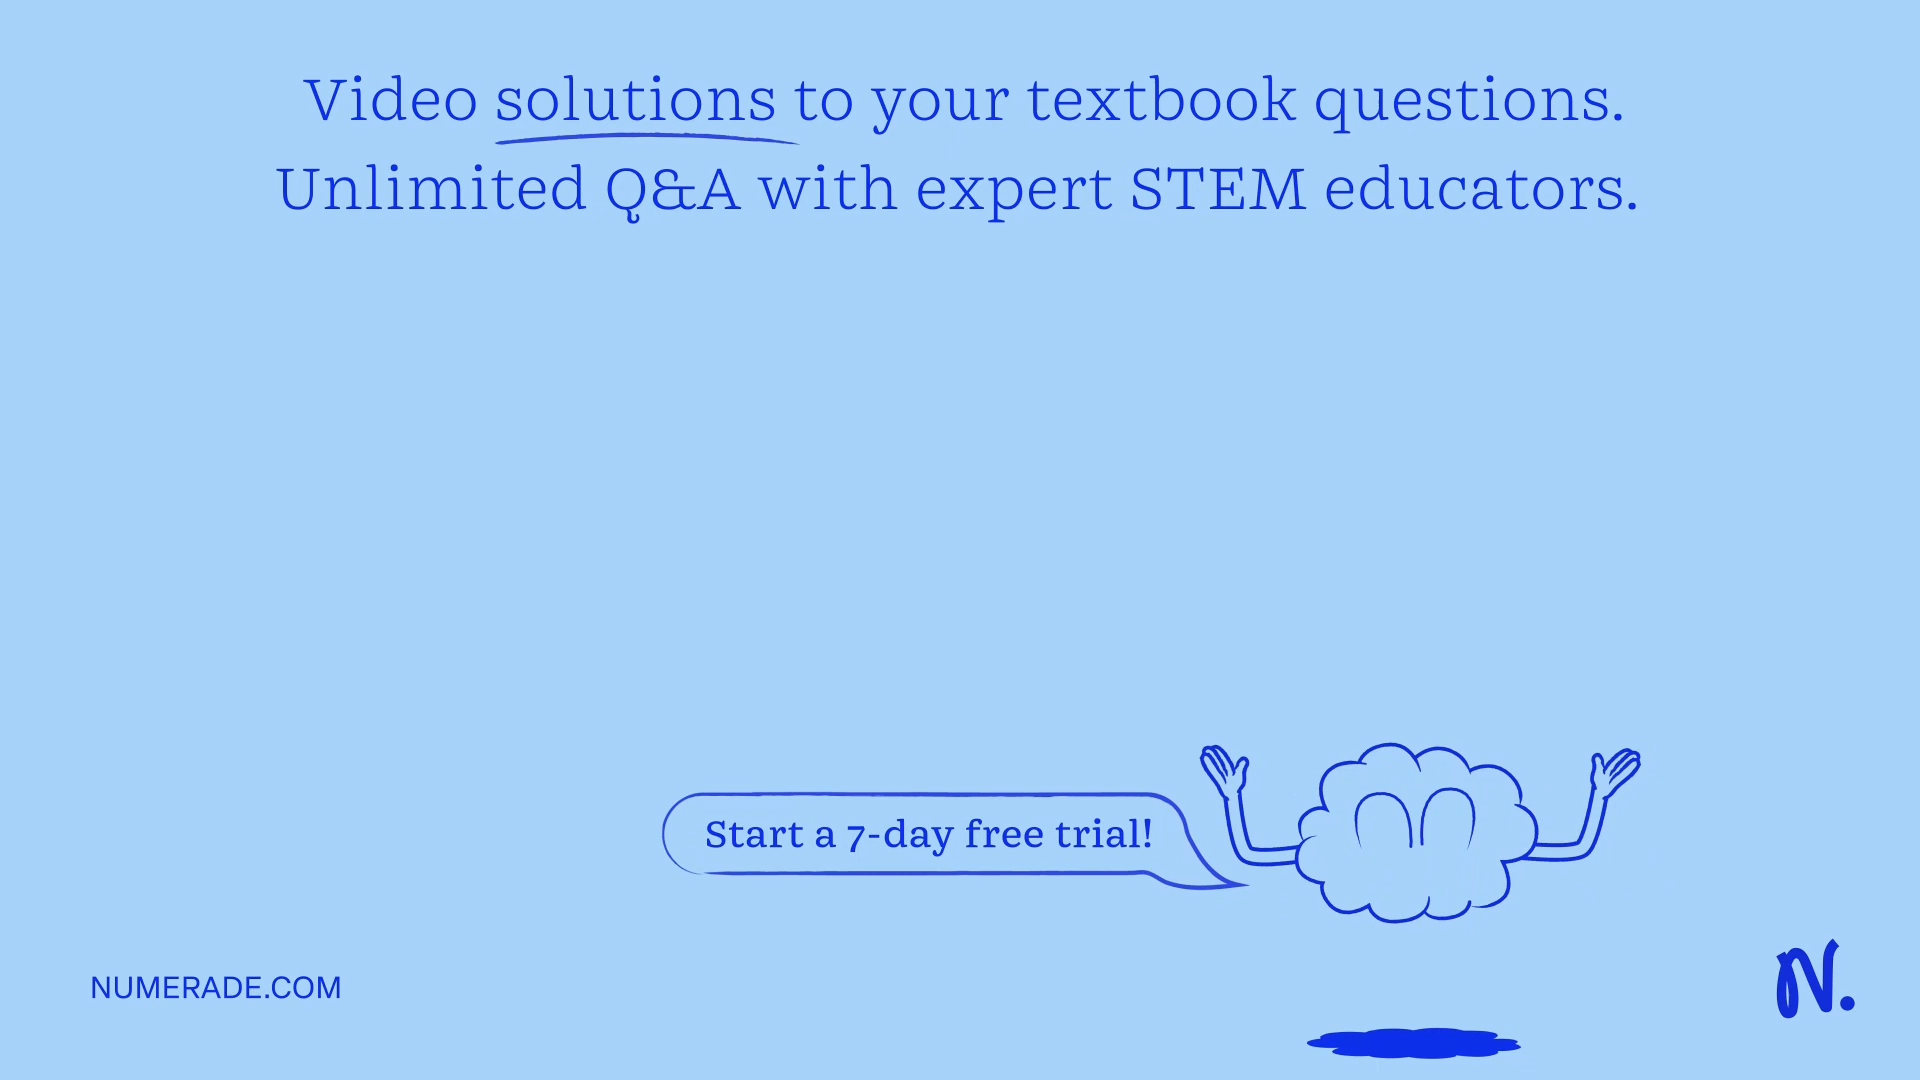 Video solutions to your textbook questions.
Unlimited Q&A with expert STEM educators.
Start a 7-day free trial!
NUMERADE.COM
N.